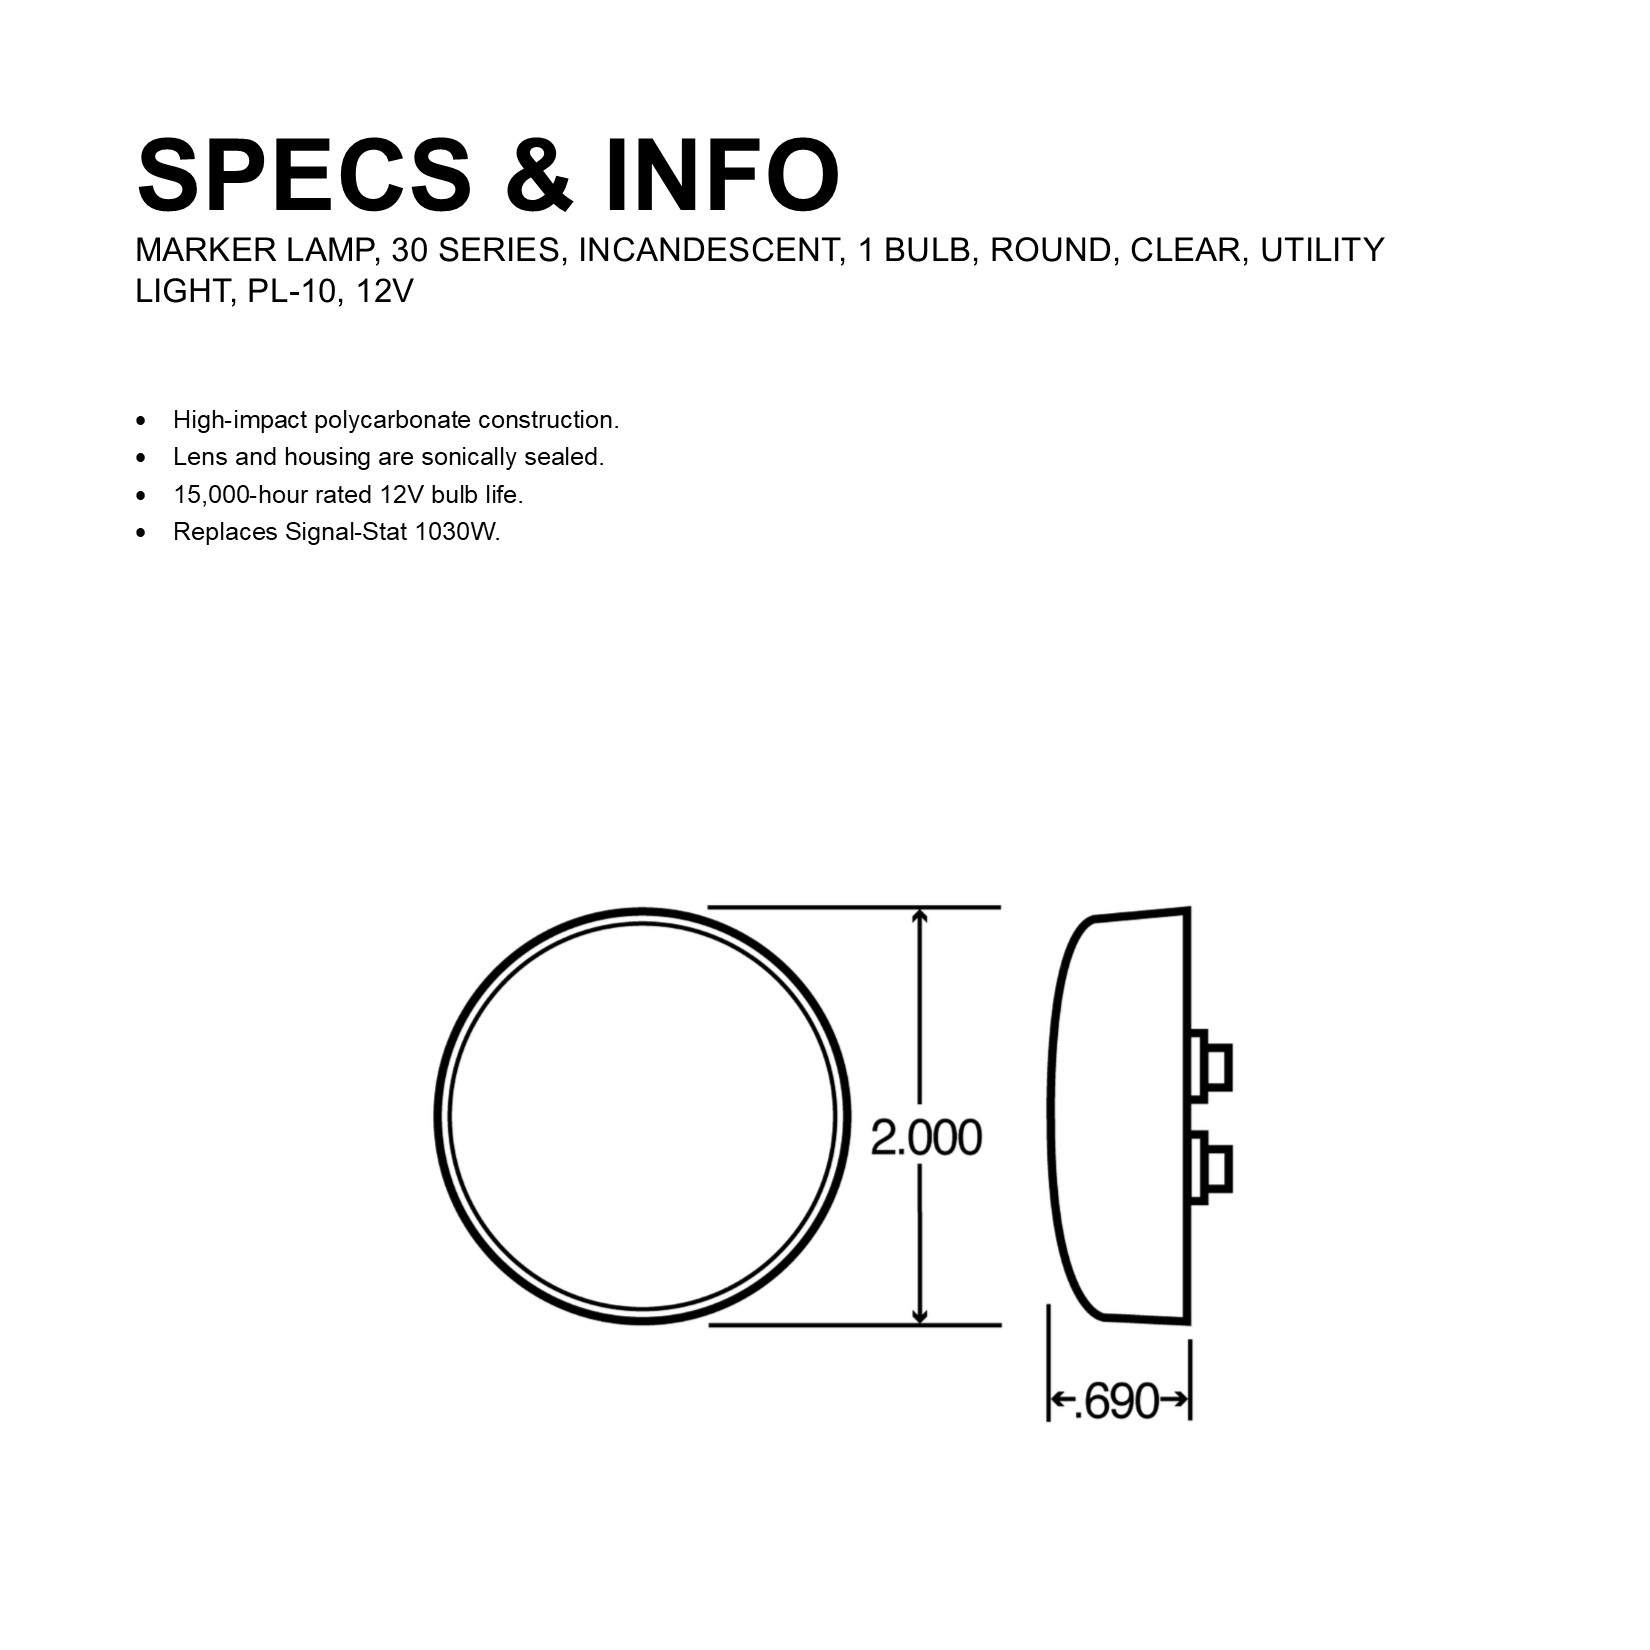 SPECS & INFO
MARKER LAMP, 30 SERIES, INCANDESCENT, 1 BULB, ROUND, CLEAR, UTILITY
LIGHT, PL-10, 12V
• High-impact polycarbonate construction.
• Lens and housing are sonically sealed.
• 15,000-hour rated 12V bulb life.
• Replaces Signal-Stat 1030W.
2.000
.690